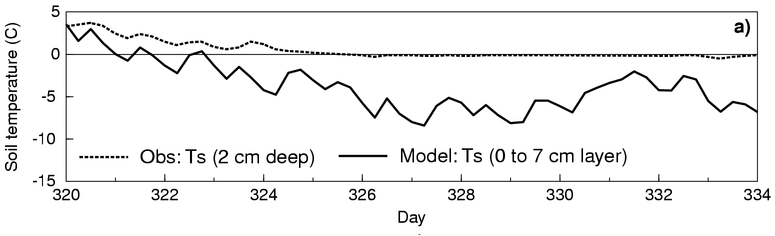 a)
Soil temperature (C)
5
0
-5
-10
-15
Obs: Ts (2 cm deep) Model: Ts (0 to 7 cm layer)
320 322 324 326 328 330 332 334
Day